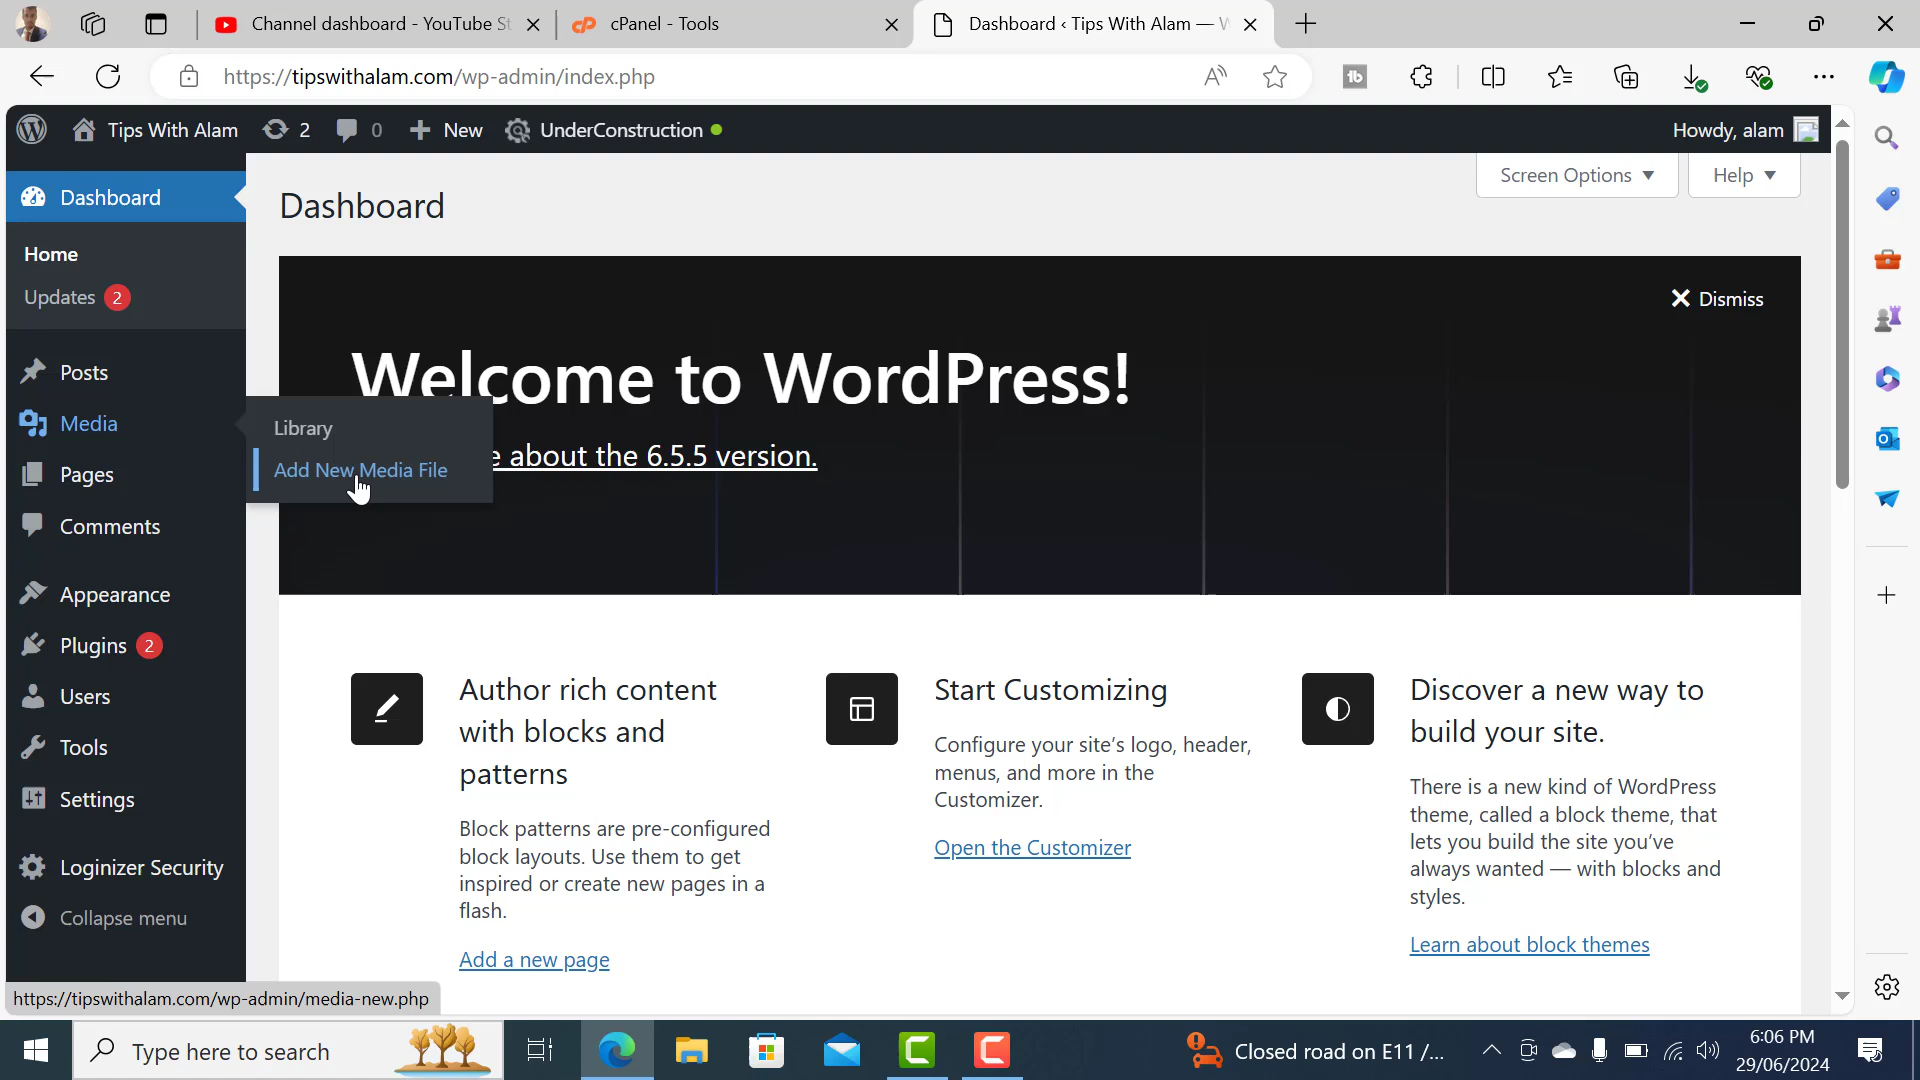 Channel dashboard - YouTube St
cPanel - Tools
Dashboard ‹ Tips With Alam — W
https://tipswithalam.com/wp-admin/index.php
Tips With Alam
2
0
New
UnderConstruction
Howdy, alam
Screen Options
Help
Dashboard
Home
Updates 2
Posts
Media
Library
Add New Media File
Pages
Comments
Appearance
Plugins 2
Users
Tools
Settings
Loginizer Security
Collapse menu
Dashboard
Dismiss
Welcome to WordPress!
e about the 6.5.5 version.
Author rich content
with blocks and
patterns
Block patterns are pre-configured
block layouts. Use them to get
inspired or create new pages in a
flash.
Add a new page
Start Customizing
Configure your site's logo, header,
menus, and more in the
Customizer.
Open the Customizer
Discover a new way to
build your site.
There is a new kind of WordPress
theme, called a block theme, that
lets you build the site you've
always wanted — with blocks and
styles.
Learn about block themes
https://tipswithalam.com/wp-admin/media-new.php
Type here to search
Closed road on E11 /...
6:06 PM
29/06/2024